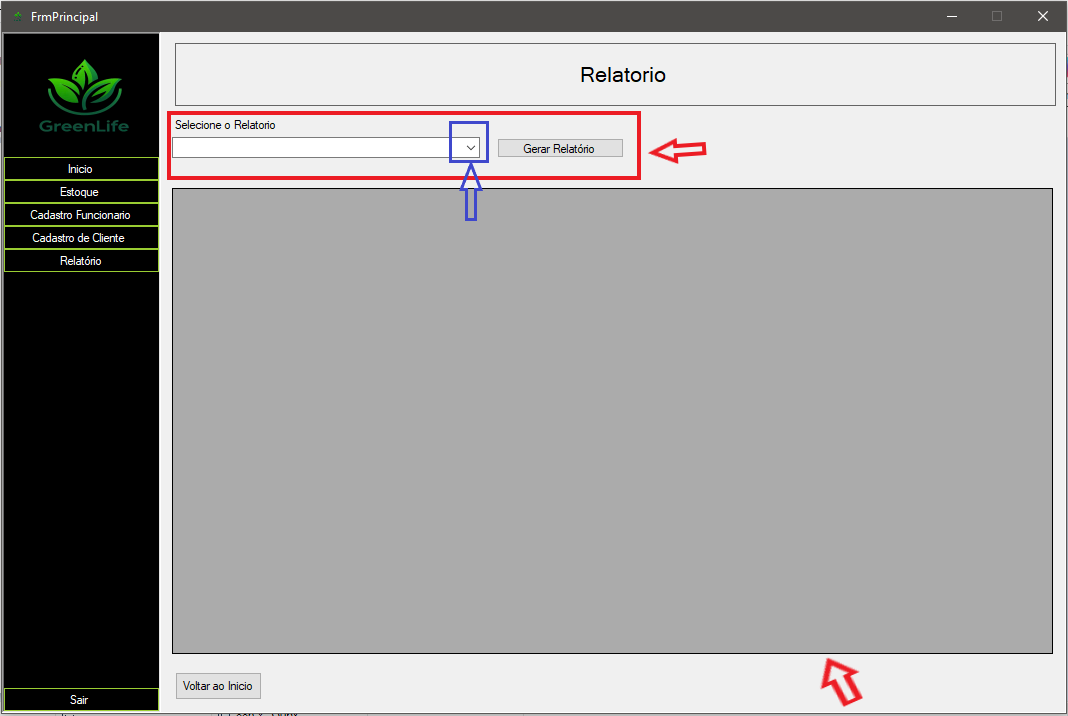 FrmPrincipal
GreenLife
Relatorio
Selecione o Relatorio
Gerar Relatório
Inicio
Estoque
Cadastro Funcionario
Cadastro de Cliente
Relatório
Voltar ao Inicio
Sair